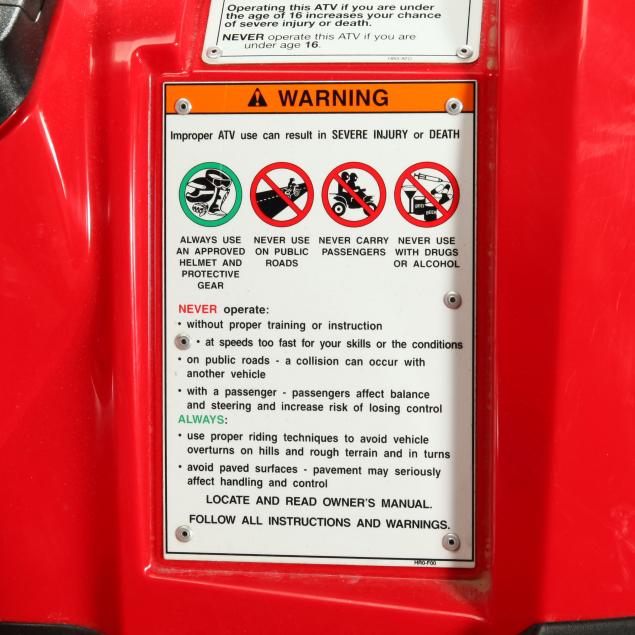 Operating this ATV if you are under
the age of 16 increases your chance
of severe injury or death.
NEVER operate this ATV if you are
under age 16.
WARNING
Improper ATV use can result in SEVERE INJURY or DEATH
ALWAYS USE
AN APPROVED
HELMET AND
PROTECTIVE
GEAR
NEVER USE
ON PUBLIC
ROADS
NEVER CARRY
PASSENGERS
NEVER USE
WITH DRUGS
OR ALCOHOL
NEVER operate:
• without proper training or instruction
• at speeds too fast for your skills or the conditions
• on public roads - a collision can occur with
another vehicle
• with a passenger - passengers affect balance
and steering and increase risk of losing control
ALWAYS:
• use proper riding techniques to avoid vehicle
overturns on hills and rough terrain and in turns
• avoid paved surfaces - pavement may seriously
affect handling and control
LOCATE AND READ OWNER'S MANUAL.
FOLLOW ALL INSTRUCTIONS AND WARNINGS.
HR0-F00